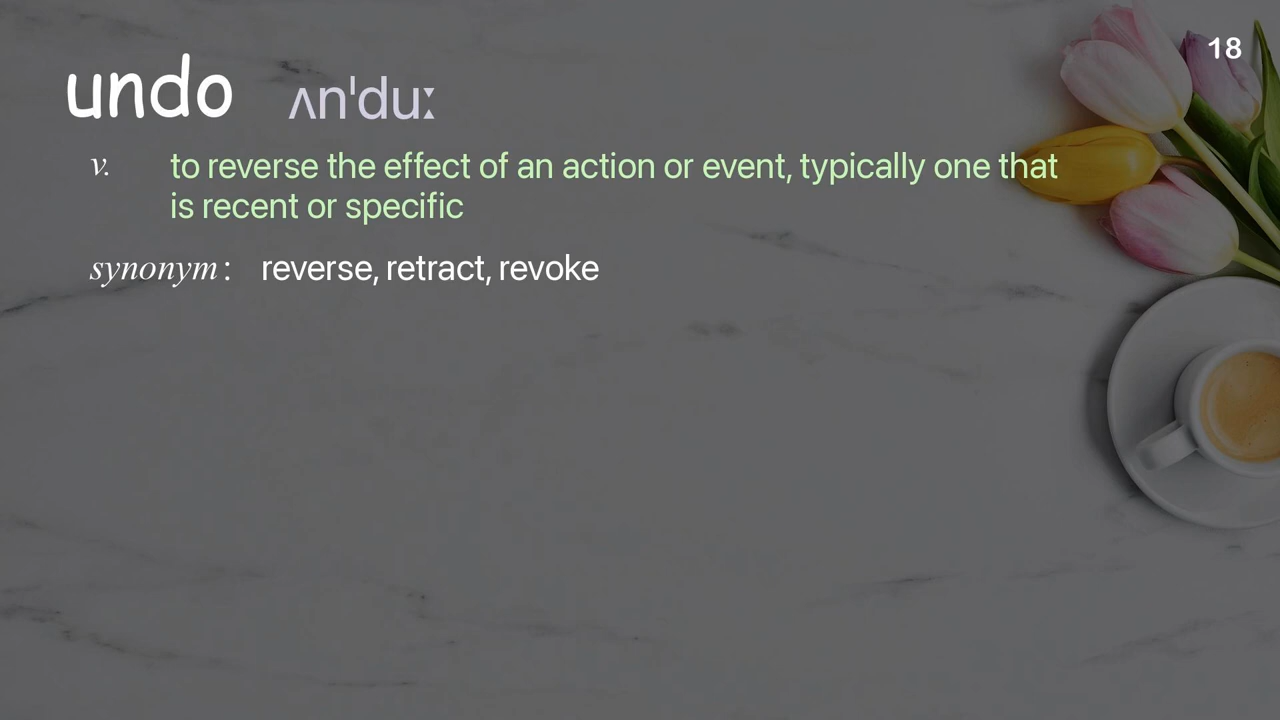 18
undo ʌnˈduː
v. to reverse the effect of an action or event, typically one that
is recent or specific
synonym: reverse, retract, revoke